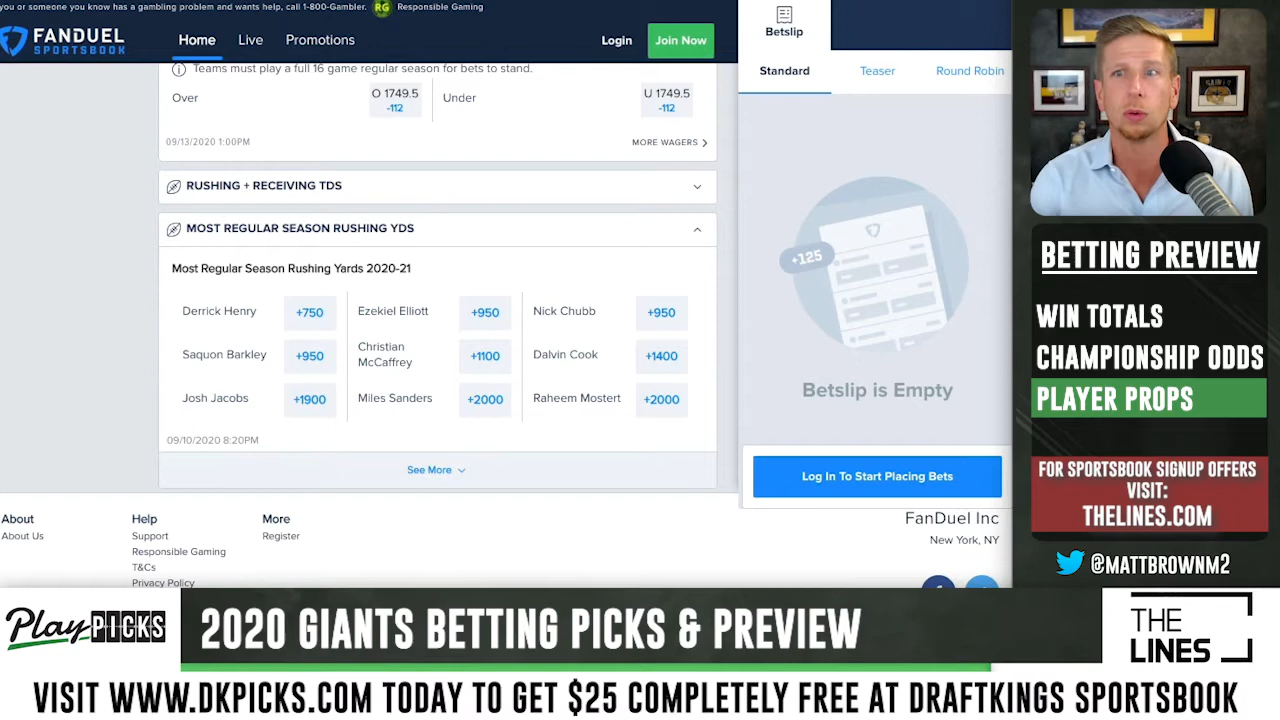 you or someone you know has a gambling problem and wants help, call 1-800-Gambler. RG Responsible Gaming
FANDUEL
SPORTSBOOK
Home Live Promotions Login Join Now
Betslip
Standard Teaser Round Robin
Teams must play a full 16 game regular season for bets to stand.
Over O 1749.5 -112 Under U 1749.5 -112
09/13/2020 1:00PM MORE WAGERS
RUSHING + RECEIVING TDS
MOST REGULAR SEASON RUSHING YDS
Most Regular Season Rushing Yards 2020-21
Derrick Henry +750 Ezekiel Elliott +950 Nick Chubb +950
Saquon Barkley +950 Christian McCaffrey +1100 Dalvin Cook +1400
Josh Jacobs +1900 Miles Sanders +2000 Raheem Mostert +2000
09/10/2020 8:20PM
See More
+125
Betslip is Empty
Log In To Start Placing Bets
About Help More
About Us Support Register
Responsible Gaming
T&Cs
Privacy Policy
FanDuel Inc
New York, NY
BETTING PREVIEW
WIN TOTALS
CHAMPIONSHIP ODDS
PLAYER PROPS
FOR SPORTSBOOK SIGNUP OFFERS
VISIT:
THELINES.COM
@MATTBROWNM2
Play PICKS
2020 GIANTS BETTING PICKS & PREVIEW
THE
LINES
VISIT WWW.DKPICKS.COM TODAY TO GET $25 COMPLETELY FREE AT DRAFTKINGS SPORTSBOOK